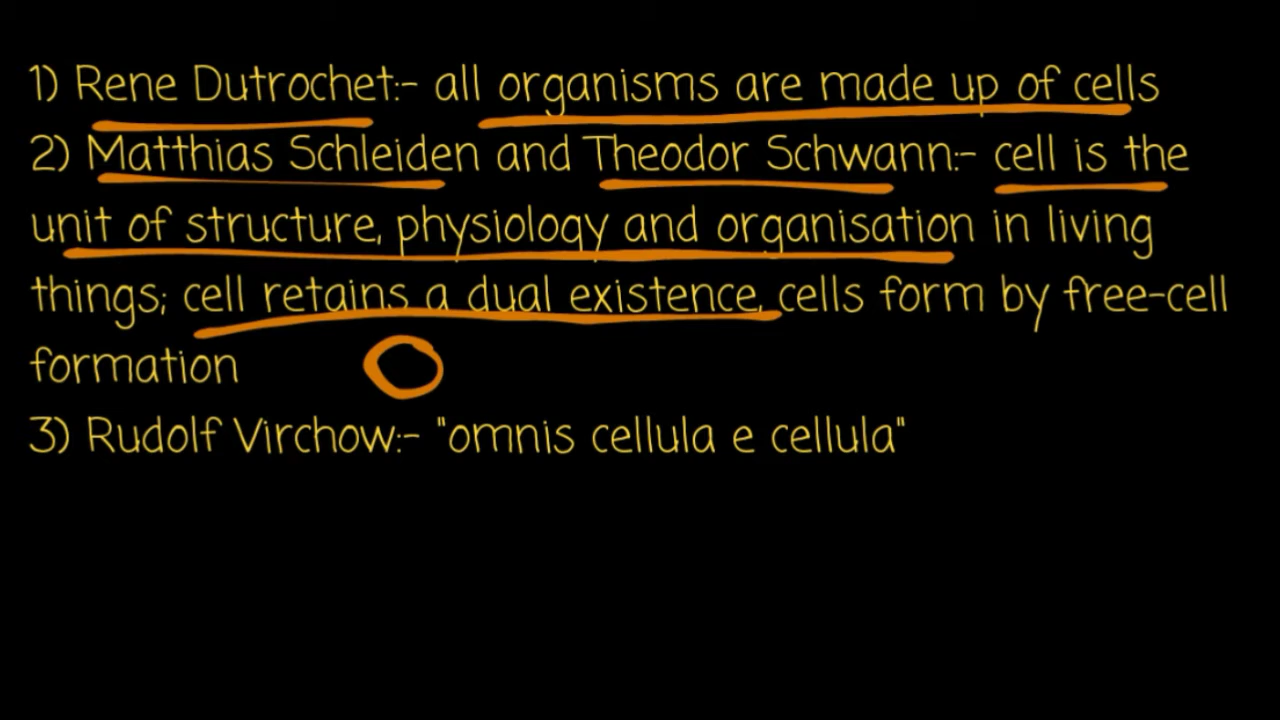 1) Rene Dutrochet:- all organisms are made up of cells
2) Matthias Schleiden and Theodor Schwann:- cell is the
unit of structure, physiology and organisation in living
things; cell retains a dual existence, cells form by free-cell
formation
3) Rudolf Virchow:- "omnis cellula e cellula"